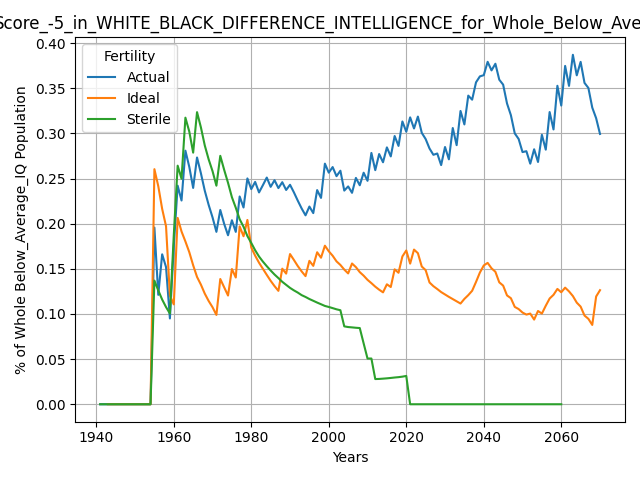 Score_-5_in_WHITE_BLACK_DIFFERENCE_INTELLIGENCE_for_Whole_Below_Ave
% of Whole Below_Average_IQ Population
0.40
0.35
0.30
0.25
0.20
0.15
0.10
0.05
0.00
Fertility
Actual
Ideal
Sterile
1940 1960 1980 2000 2020 2040 2060
Years